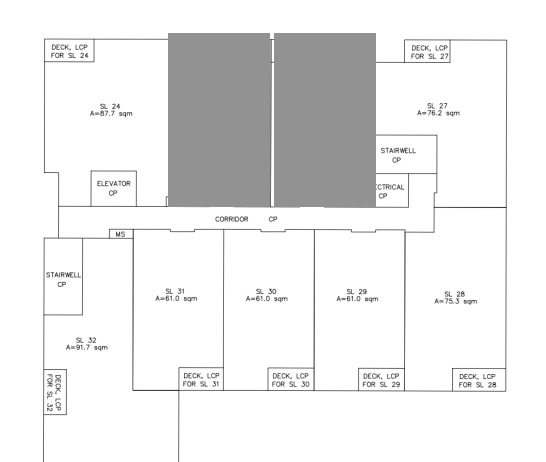 DECK, LCP
FOR SL 24
DECK, LCP
FOR SL 27
SL 24
A=87.7 sqm
SL 27
A=76.2 sqm
STAIRWELL
CP
ELEVATOR
CP
CTRICAL
CP
CORRIDOR CP
MS
STAIRWELL
CP
SL 31
A=61.0 sqm
SL 30
A=61.0 sqm
SL 29
A=61.0 sqm
SL 28
A=75.3 sqm
SL 32
A=91.7 sqm
DECK, LCP
FOR SL 32
DECK, LCP
FOR SL 31
DECK, LCP
FOR SL 30
DECK, LCP
FOR SL 29
DECK, LCP
FOR SL 28